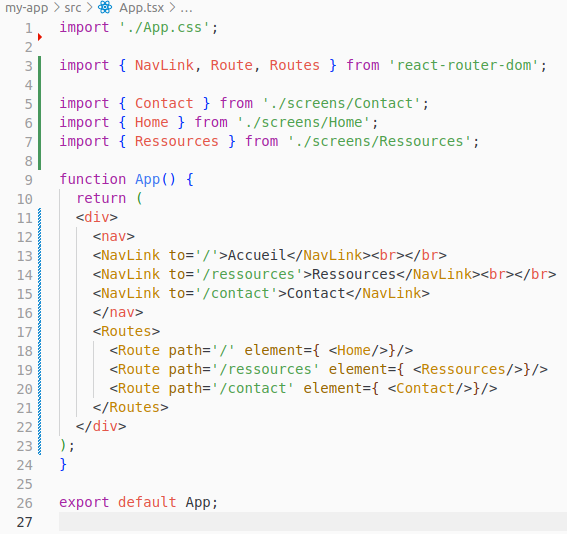 my-app > src > App.tsx > ...
1 import './App.css';
2
3 import { NavLink, Route, Routes } from 'react-router-dom';
4
5 import { Contact } from './screens/Contact';
6 import { Home } from './screens/Home';
7 import { Ressources } from './screens/Ressources';
8
9 function App() {
10   return (
11   <div>
12     <nav>
13     <NavLink to='/'>Accueil</NavLink><br></br>
14     <NavLink to='/ressources'>Ressources</NavLink><br></br>
15     <NavLink to='/contact'>Contact</NavLink>
16     </nav>
17     <Routes>
18       <Route path='/' element={ <Home/>}/>
19       <Route path='/ressources' element={ <Ressources/>}/>
20       <Route path='/contact' element={ <Contact/>}/>
21     </Routes>
22   </div>
23 );
24 }
25
26 export default App;
27